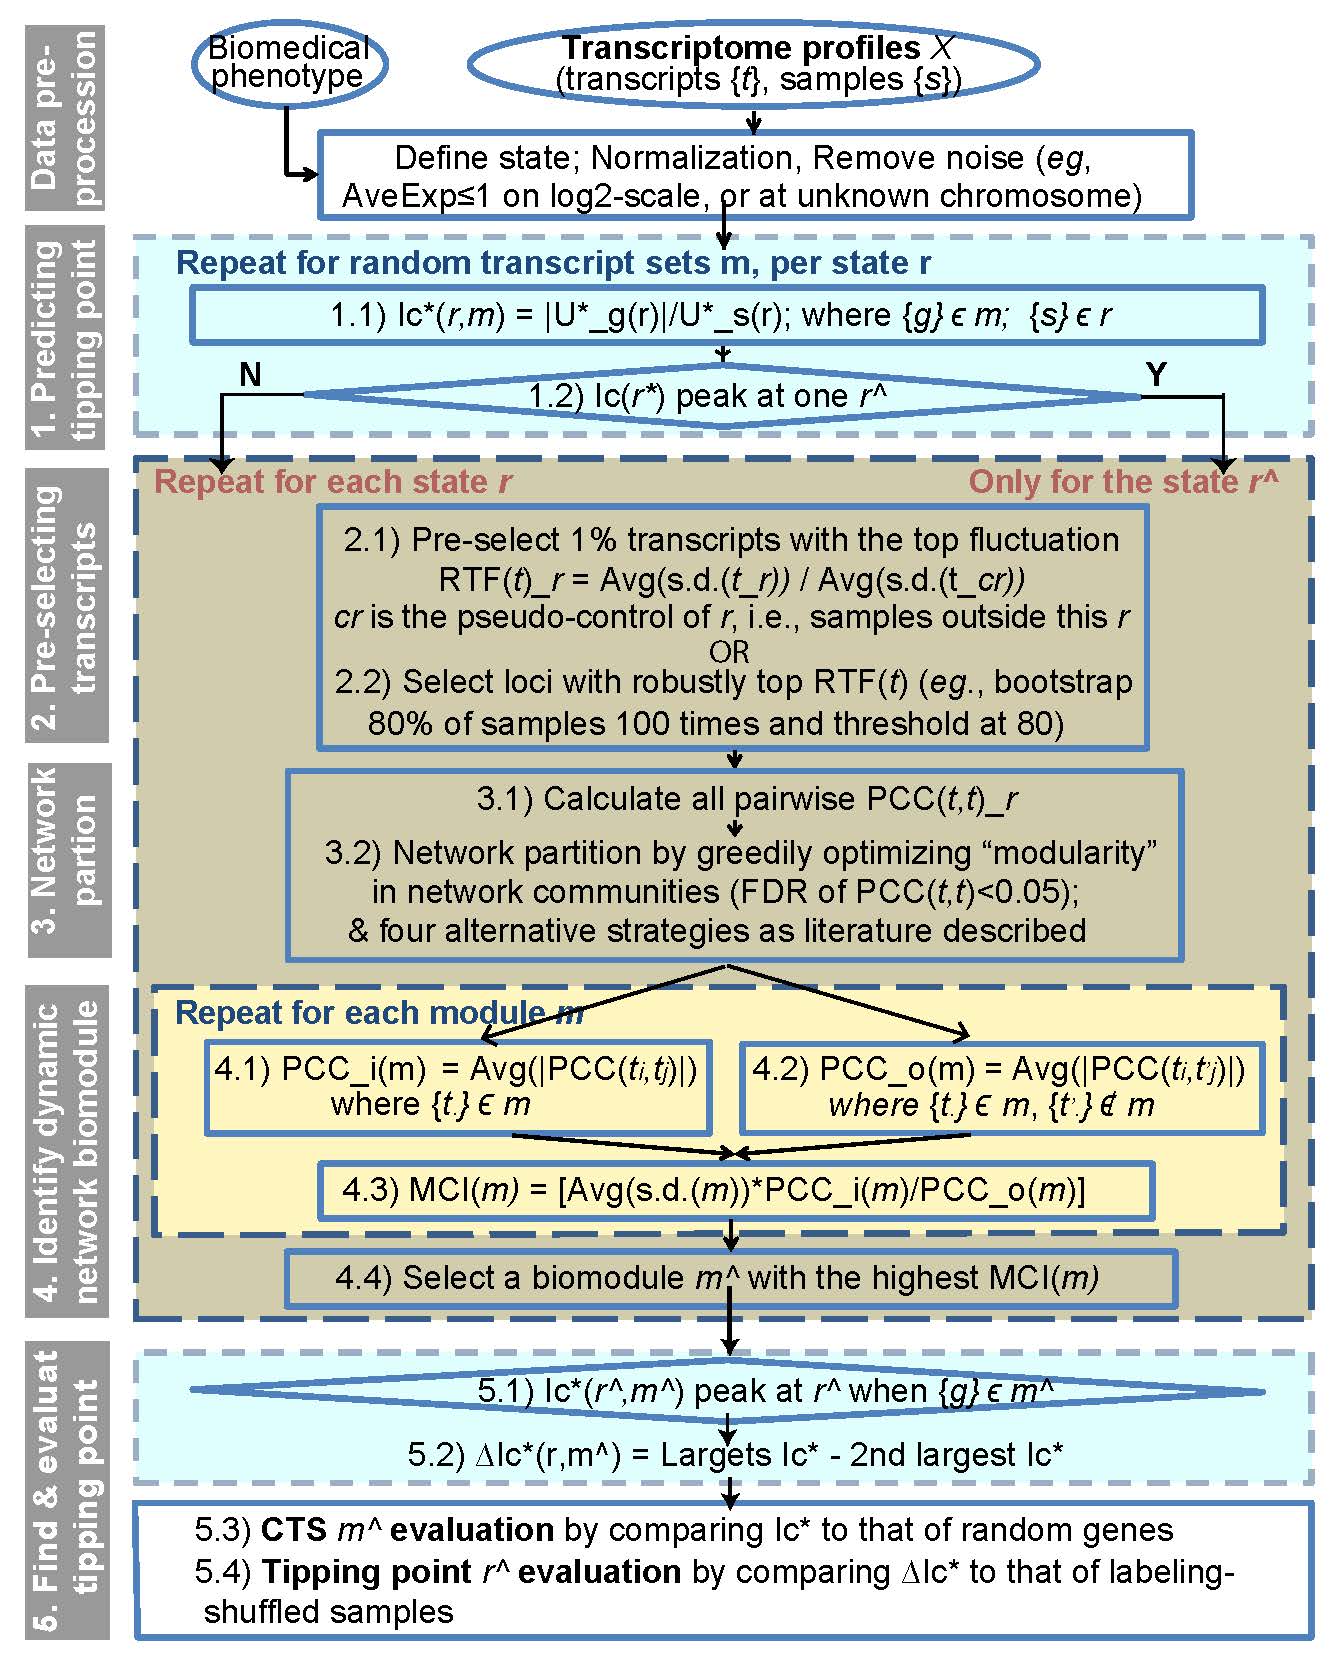 Data pre-
procession
Biomedical
phenotype
Transcriptome profiles X
(transcripts {t}, samples {s})
Define state; Normalization, Remove noise (eg,
AveExp≤1 on log2-scale, or at unknown chromosome)
1. Predicting
tipping point
Repeat for random transcript sets m, per state r
1.1) Ic*(r,m) = |U*_g(r)|/U*_s(r); where {g} ϵ m; {s} ϵ r
N
1.2) Ic(r*) peak at one r^
Y
2. Pre-selecting
transcripts
Repeat for each state r
Only for the state r^
2.1) Pre-select 1% transcripts with the top fluctuation
RTF(t)_r = Avg(s.d.(t_r)) / Avg(s.d.(t_cr))
cr is the pseudo-control of r, i.e., samples outside this r
OR
2.2) Select loci with robustly top RTF(t) (eg., bootstrap
80% of samples 100 times and threshold at 80)
3. Network
partion
3.1) Calculate all pairwise PCC(t,t)_r
3.2) Network partition by greedily optimizing “modularity”
in network communities (FDR of PCC(t,t)<0.05);
& four alternative strategies as literature described
4. Identify dynamic
network biomodule
Repeat for each module m
4.1) PCC_i(m) = Avg(|PCC(ti,tj)|)
where {t.} ϵ m
4.2) PCC_o(m) = Avg(|PCC(ti,t’j)|)
where {t.} ϵ m, {t’.} ∉ m
4.3) MCI(m) = [Avg(s.d.(m))*PCC_i(m)/PCC_o(m)]
4.4) Select a biomodule m^ with the highest MCI(m)
5. Find & evaluat
tipping point
5.1) Ic*(r^,m^) peak at r^ when {g} ϵ m^
5.2) ΔIc*(r,m^) = Largets Ic* - 2nd largest Ic*
5.3) CTS m^ evaluation by comparing Ic* to that of random genes
5.4) Tipping point r^ evaluation by comparing ΔIc* to that of labeling-
shuffled samples